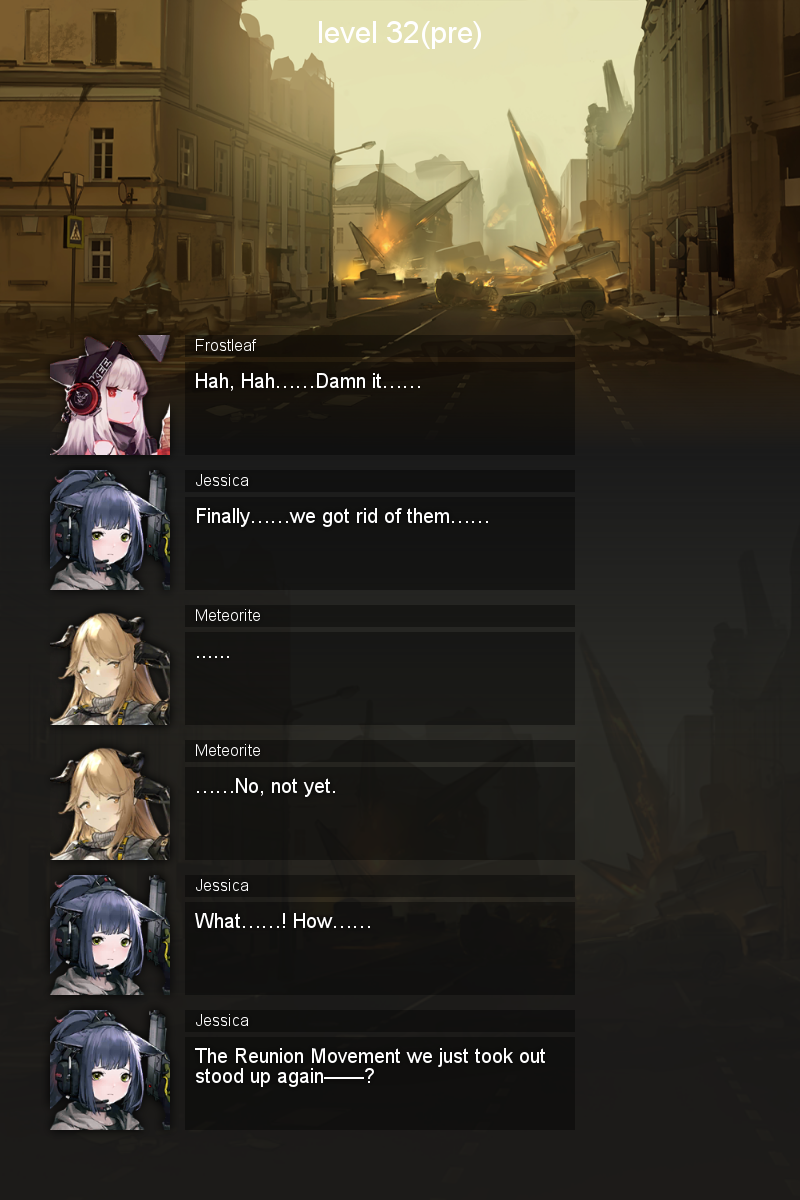 level 32(pre)
Frostleaf
KEE
Hah, Hah……Damn it……
Jessica
Finally……we got rid of them……
Meteorite
……
Meteorite
……No, not yet.
Jessica
What……! How……
Jessica
The Reunion Movement we just took out
stood up again——?